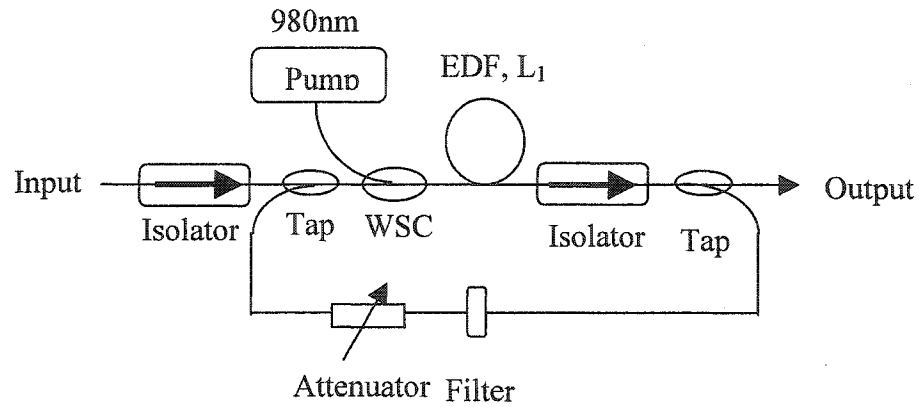 980nm
Pump
EDF, L₁
Input
Output
Isolator
Tap
WSC
Isolator
Tap
Attenuator
Filter